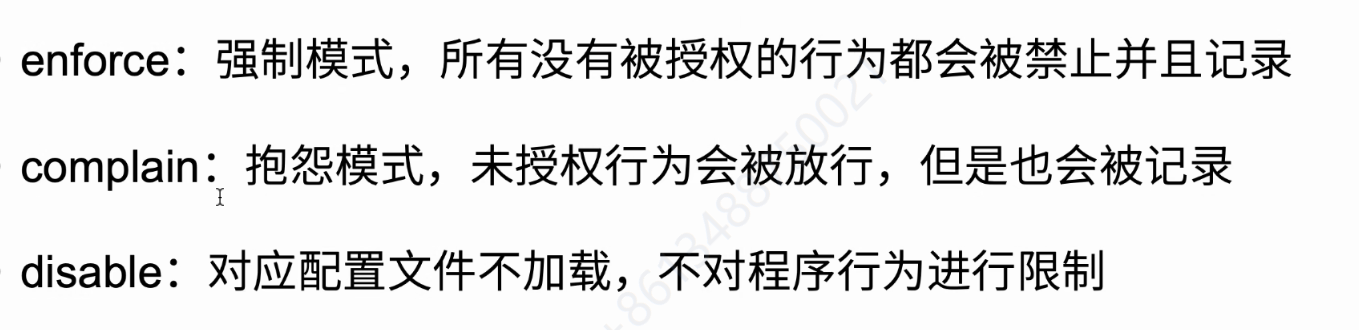 enforce：强制模式，所有没有被授权的行为都会被禁止并且记录
complain：抱怨模式，未授权行为会被放行，但是也会被记录
disable：对应配置文件不加载，不对程序行为进行限制